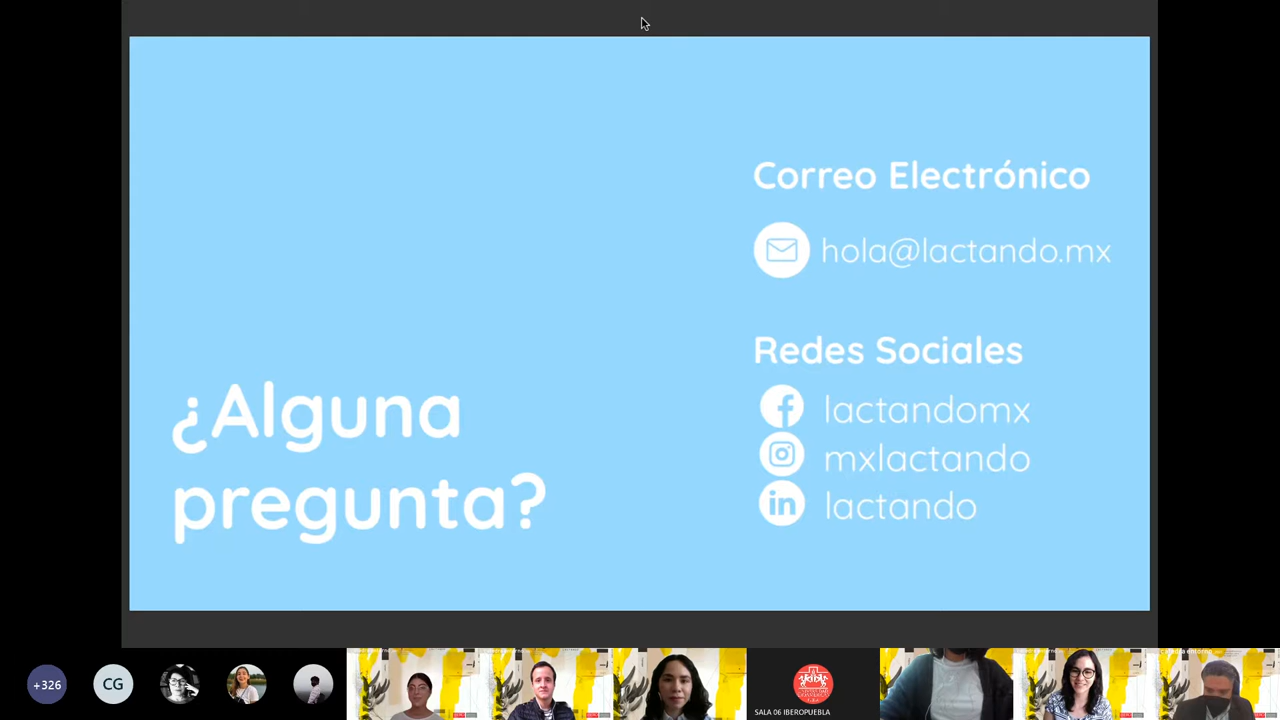 Correo Electrónico
hola@lactando.mx
Redes Sociales
lactandomx
mxlactando
lactando
¿Alguna
pregunta?
+326
CG
SALA 06 IBEROPUEBLA